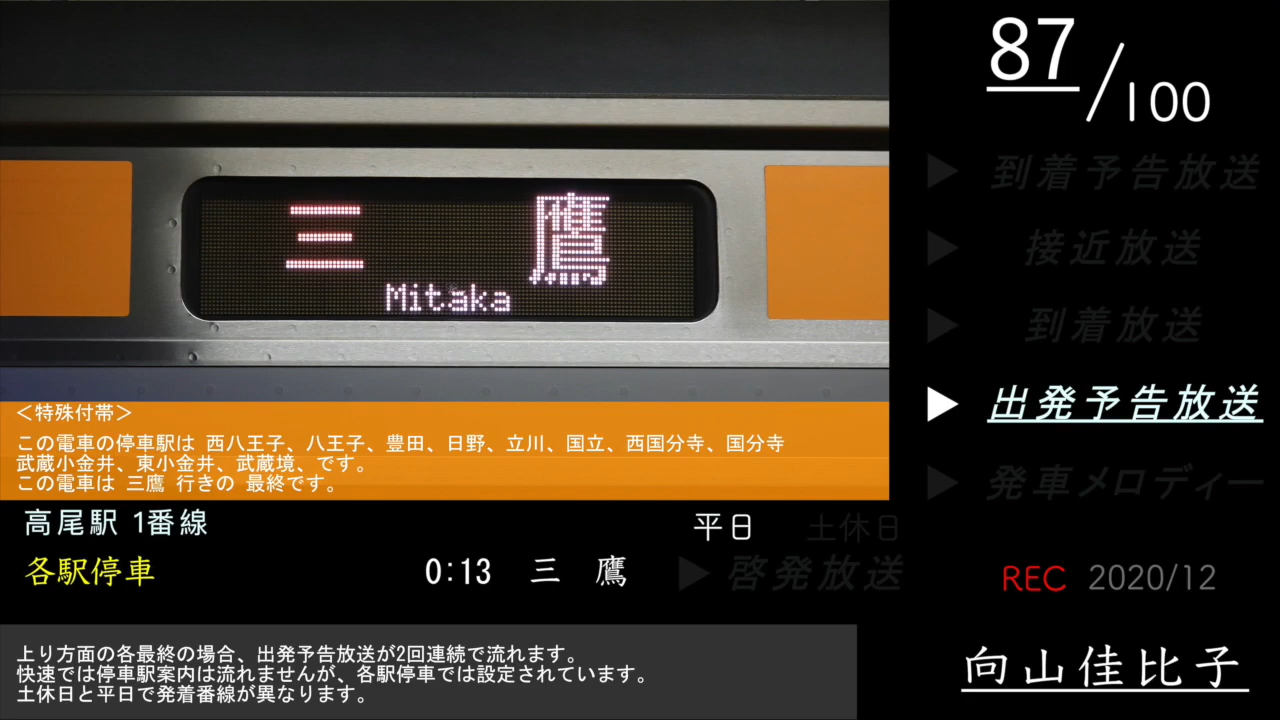 87/100
三鷹
Mitaka
到着予告放送
接近放送
到着放送
出発予告放送
発車メロディー
＜特殊付帯＞
この電車の停車駅は 西八王子、八王子、豊田、日野、立川、国立、西国分寺、国分寺
武蔵小金井、東小金井、武蔵境、です。
この電車は 三鷹 行きの 最終です。
高尾駅 1番線
平日 土休日
各駅停車 0:13 三 鷹
啓発放送
REC 2020/12
上り方面の各最終の場合、出発予告放送が2回連続で流れます。
快速では停車駅案内は流れませんが、各駅停車では設定されています。
土休日と平日で発着番線が異なります。
向山佳比子